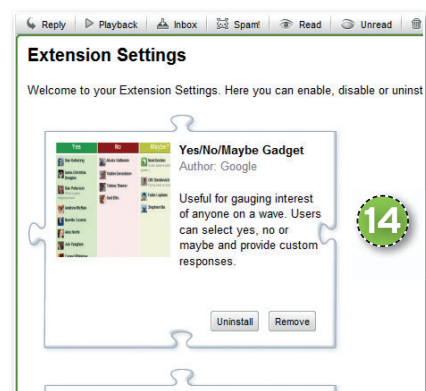 Reply Playback Inbox Spam! Read Unread
Extension Settings
Welcome to your Extension Settings. Here you can enable, disable or uninst
Yes No Maybe
Yes/No/Maybe Gadget
Author: Google
Useful for gauging interest
of anyone on a wave. Users
can select yes, no or
maybe and provide custom
responses.
14
Uninstall Remove